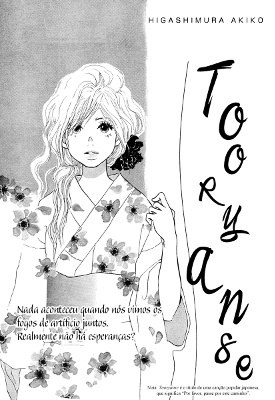 HIGASHIMURA AKIKO
Tooryanse
Nada aconteceu quando nós vimos os
fogos de artifício juntos.
Realmente não há esperanças?